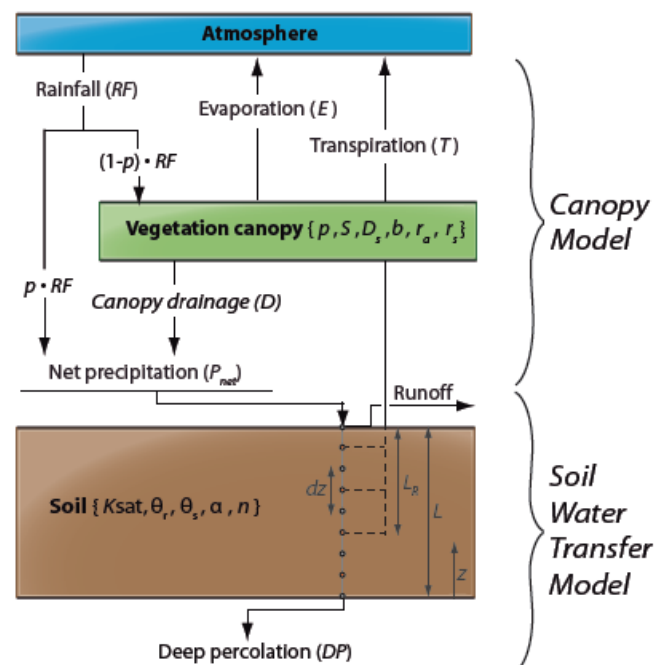 Atmosphere
Rainfall (RF)
Evaporation (E)
Transpiration (T)
(1-p) • RF
Canopy
Model
Vegetation canopy { p , S , Dₛ , b , rₐ , rₛ }
p • RF
Canopy drainage (D)
Net precipitation (Pₙₑₜ)
Runoff
dz
L_R
L
Soil { Ksat, θᵣ , θₛ , α , n }
z
Soil
Water
Transfer
Model
Deep percolation (DP)